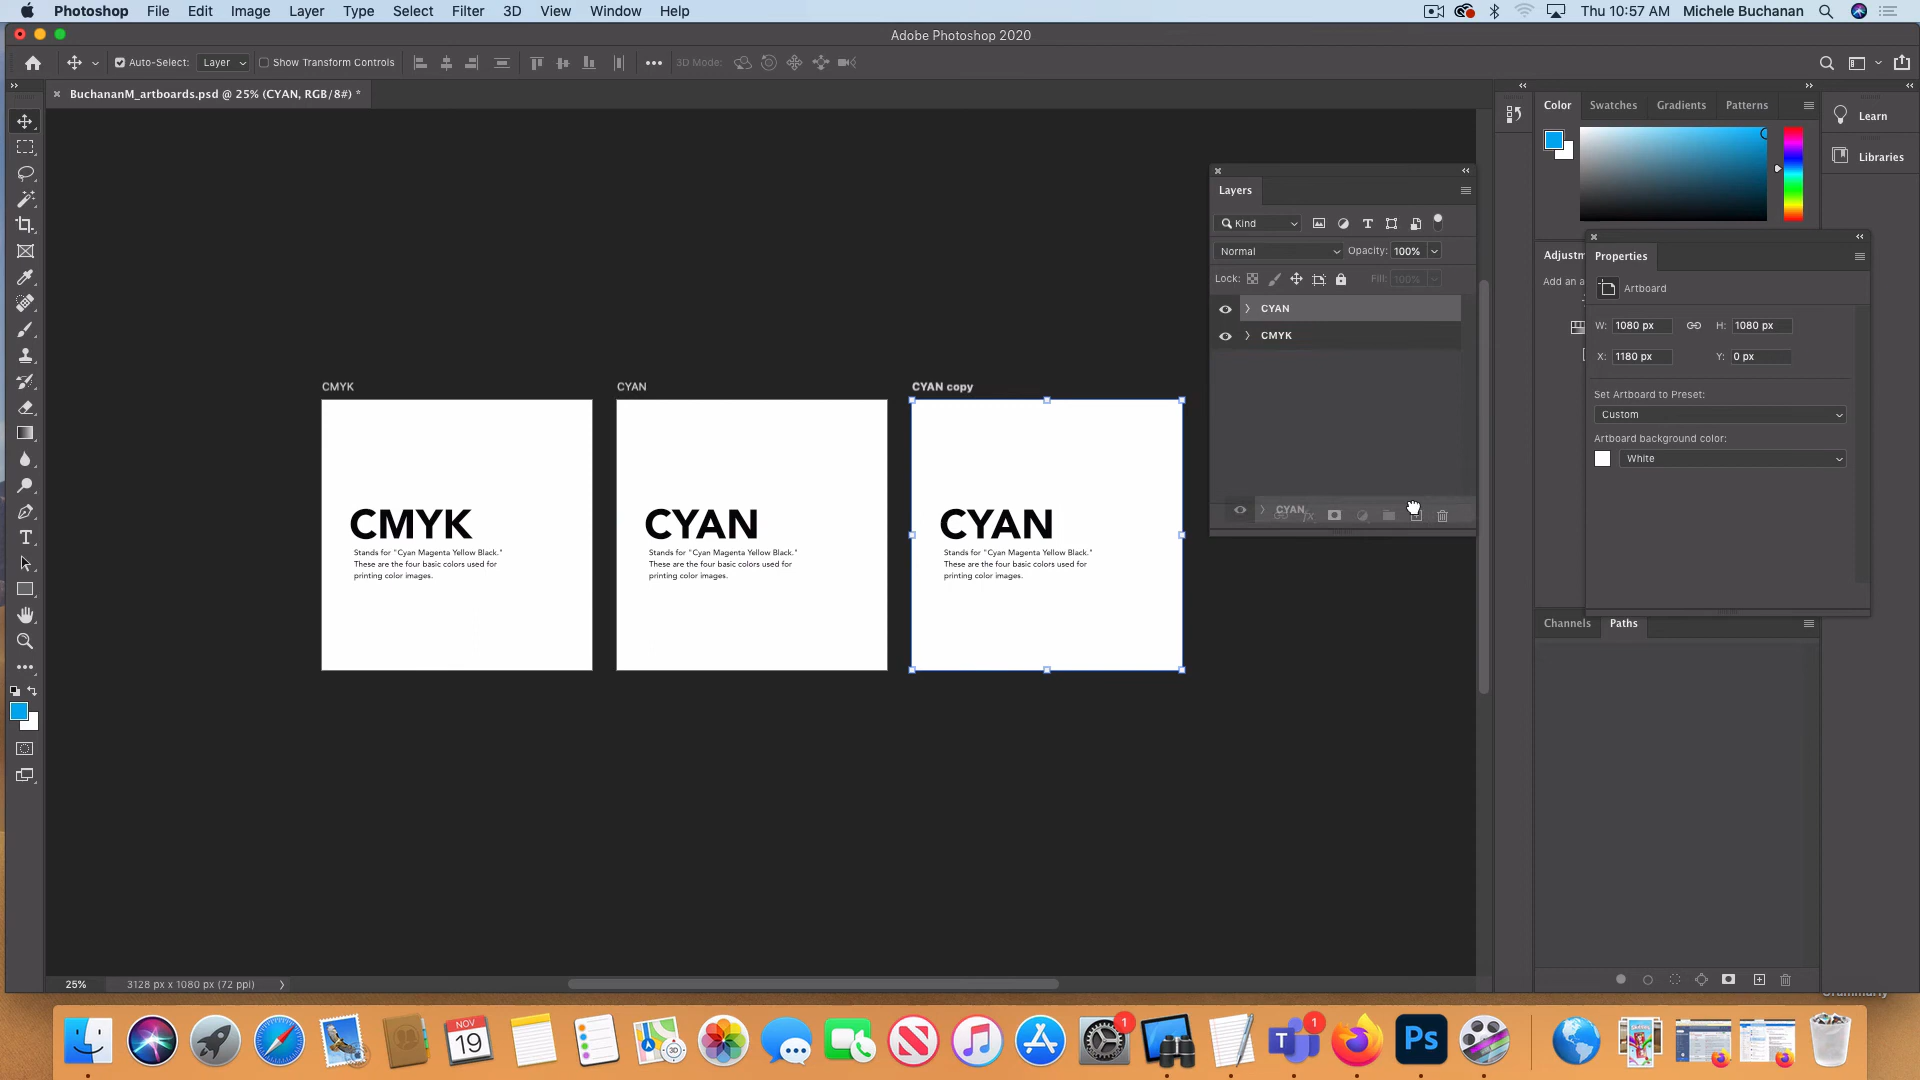 Photoshop File Edit Image Layer Type Select Filter 3D View Window Help Thu 10:57 AM Michele Buchanan
Adobe Photoshop 2020
Auto-Select: Layer Show Transform Controls 3D Mode:
BuchananM_artboards.psd @ 25% (CYAN, RGB/8#) *
Color Swatches Gradients Patterns
Learn
Libraries
Layers
Kind
Normal Opacity: 100%
Lock: Fill: 100%
CYAN
CMYK
CYAN
fx
Properties
Artboard
W: 1080 px H: 1080 px
X: 1180 px Y: 0 px
Set Artboard to Preset:
Custom
Artboard background color:
White
Adjustm
Add an a
Channels Paths
CMYK
CMYK
Stands for "Cyan Magenta Yellow Black."
These are the four basic colors used for
printing color images.
CYAN
CYAN
Stands for "Cyan Magenta Yellow Black."
These are the four basic colors used for
printing color images.
CYAN copy
CYAN
Stands for "Cyan Magenta Yellow Black."
These are the four basic colors used for
printing color images.
25% 3128 px x 1080 px (72 ppi)
Grammarly
NOV
19
1
1
Ps